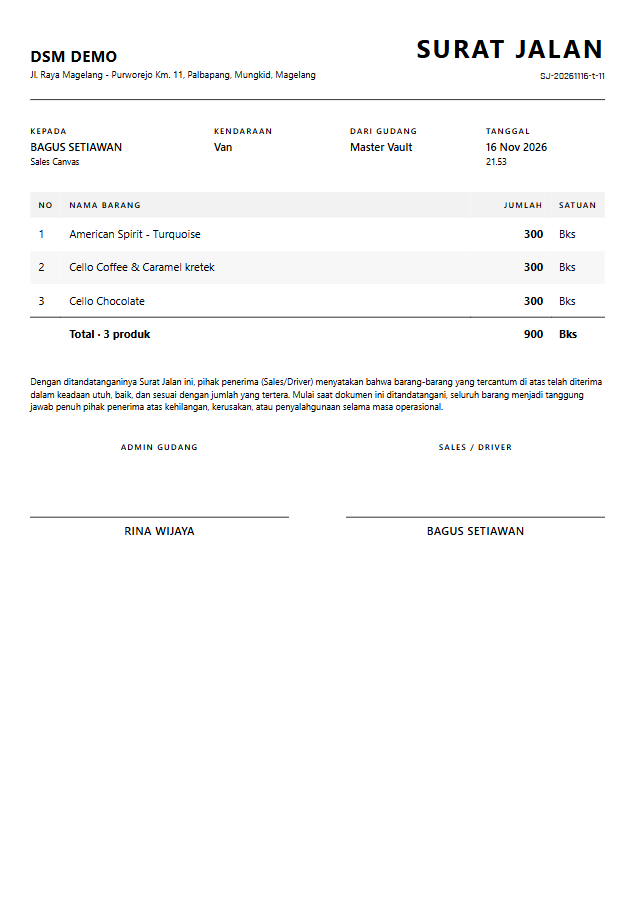 DSM DEMO
Jl. Raya Magelang - Purworejo Km. 11, Palbapang, Mungkid, Magelang
SURAT JALAN
SJ-20261116-t-11
KEPADA
BAGUS SETIAWAN
Sales Canvas
KENDARAAN
Van
DARI GUDANG
Master Vault
TANGGAL
16 Nov 2026
21.53
NO NAMA BARANG JUMLAH SATUAN
1 American Spirit - Turquoise 300 Bks
2 Cello Coffee & Caramel kretek 300 Bks
3 Cello Chocolate 300 Bks
Total · 3 produk 900 Bks
Dengan ditandatanganinya Surat Jalan ini, pihak penerima (Sales/Driver) menyatakan bahwa barang-barang yang tercantum di atas telah diterima
dalam keadaan utuh, baik, dan sesuai dengan jumlah yang tertera. Mulai saat dokumen ini ditandatangani, seluruh barang menjadi tanggung
jawab penuh pihak penerima atas kehilangan, kerusakan, atau penyalahgunaan selama masa operasional.
ADMIN GUDANG
RINA WIJAYA
SALES / DRIVER
BAGUS SETIAWAN